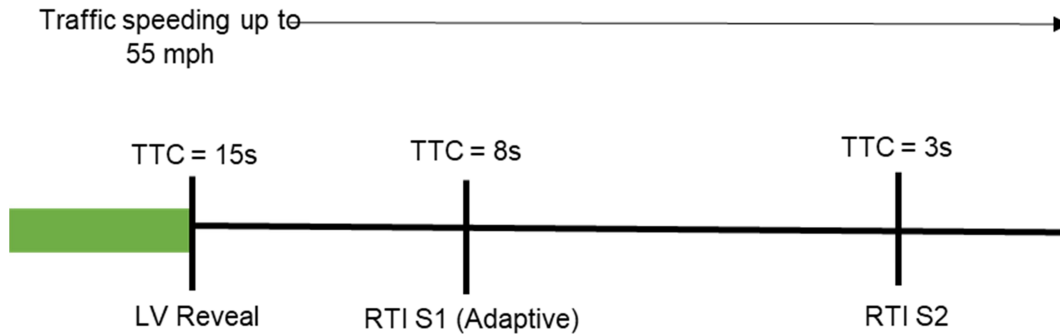 Traffic speeding up to
55 mph
TTC = 15s
TTC = 8s
TTC = 3s
LV Reveal
RTI S1 (Adaptive)
RTI S2